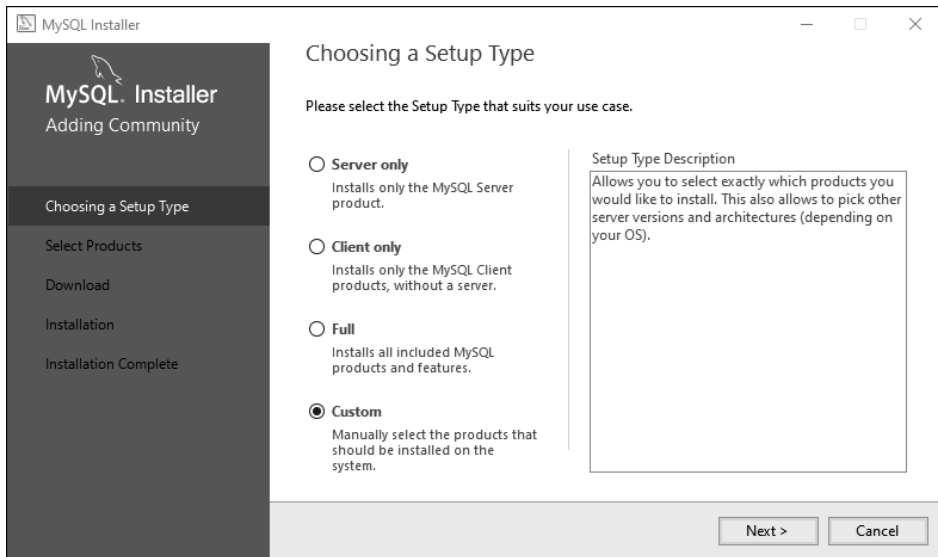 MySQL Installer
MySQL. Installer
Adding Community
Choosing a Setup Type
Select Products
Download
Installation
Installation Complete
Choosing a Setup Type
Please select the Setup Type that suits your use case.
Server only
Installs only the MySQL Server
product.
Client only
Installs only the MySQL Client
products, without a server.
Full
Installs all included MySQL
products and features.
Custom
Manually select the products that
should be installed on the
system.
Setup Type Description
Allows you to select exactly which products you
would like to install. This also allows to pick other
server versions and architectures (depending on
your OS).
Next >
Cancel